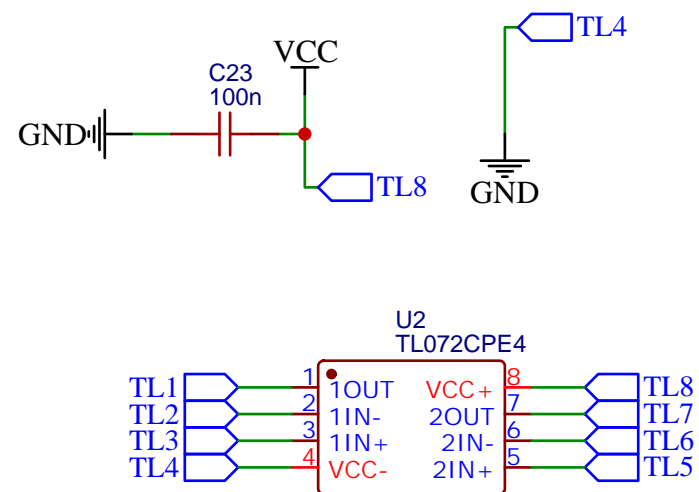 TL4
VCC
C23
100n
GND
TL8
GND
U2
TL072CPE4
TL1 1 1OUT VCC+ 8 TL8
TL2 2 1IN- 2OUT 7 TL7
TL3 3 1IN+ 2IN- 6 TL6
TL4 4 VCC- 2IN+ 5 TL5